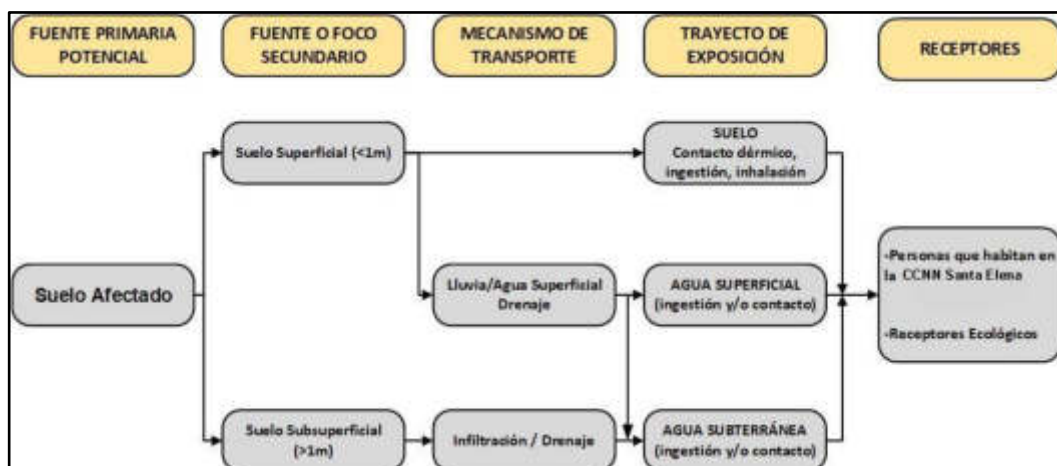 FUENTE PRIMARIA
POTENCIAL
FUENTE O FOCO
SECUNDARIO
MECANISMO DE
TRANSPORTE
TRAYECTO DE
EXPOSICIÓN
RECEPTORES
Suelo Superficial (<1m)
SUELO
Contacto dérmico,
ingestión, inhalación
Suelo Afectado
Lluvia/Agua Superficial
Drenaje
AGUA SUPERFICIAL
(ingestión y/o contacto)
-Personas que habitan en
la CCNN Santa Elena
-Receptores Ecológicos
Suelo Subsuperficial
(>1m)
Infiltración / Drenaje
AGUA SUBTERRÁNEA
(ingestión y/o contacto)